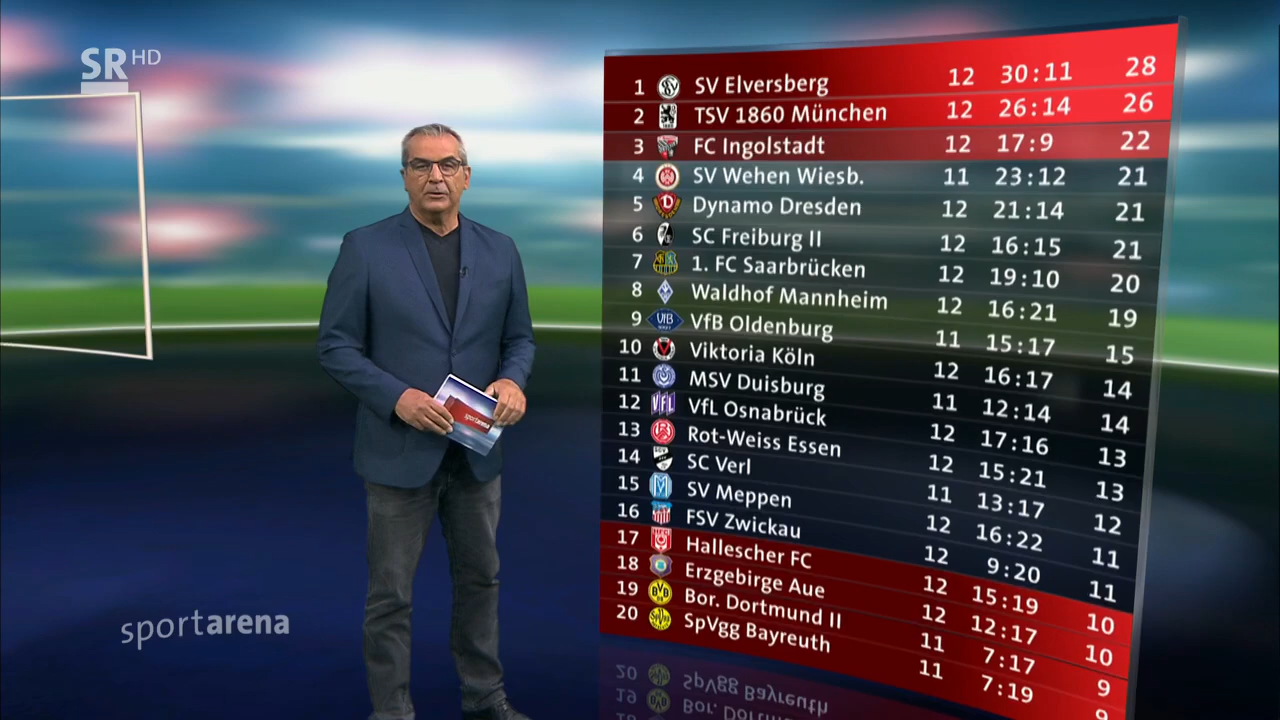 SR HD
1 SV Elversberg 12 30:11 28
2 TSV 1860 München 12 26:14 26
3 FC Ingolstadt 12 17:9 22
4 SV Wehen Wiesb. 11 23:12 21
5 Dynamo Dresden 12 21:14 21
6 SC Freiburg II 12 16:15 21
7 1. FC Saarbrücken 12 19:10 20
8 Waldhof Mannheim 12 16:21 19
9 VfB Oldenburg 11 15:17 15
10 Viktoria Köln 12 16:17 14
11 MSV Duisburg 11 12:14 14
12 VfL Osnabrück 12 17:16 13
13 Rot-Weiss Essen 12 15:21 13
14 SC Verl 11 13:17 12
15 SV Meppen 12 16:22 11
16 FSV Zwickau 12 9:20 11
17 Hallescher FC 12 15:19 10
18 Erzgebirge Aue 12 12:17 10
19 Bor. Dortmund II 11 7:17 9
20 SpVgg Bayreuth 11 7:19 9
sportarena
sportarena